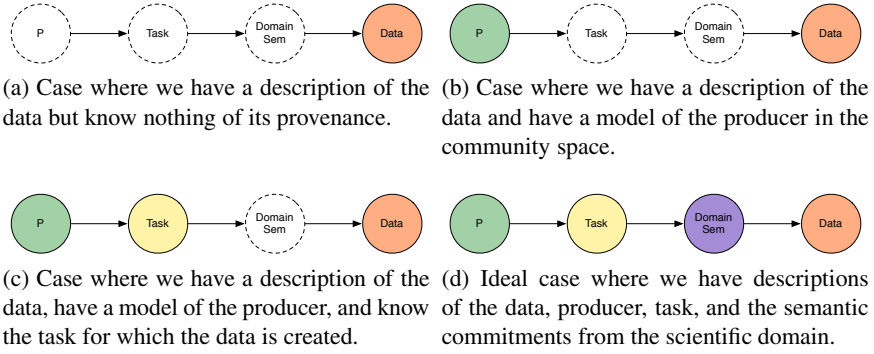 P
Task
Domain
Sem
Data
(a) Case where we have a description of the
data but know nothing of its provenance.
P
Task
Domain
Sem
Data
(b) Case where we have a description of the
data and have a model of the producer in the
community space.
P
Task
Domain
Sem
Data
(c) Case where we have a description of the
data, have a model of the producer, and know
the task for which the data is created.
P
Task
Domain
Sem
Data
(d) Ideal case where we have descriptions
of the data, producer, task, and the semantic
commitments from the scientific domain.